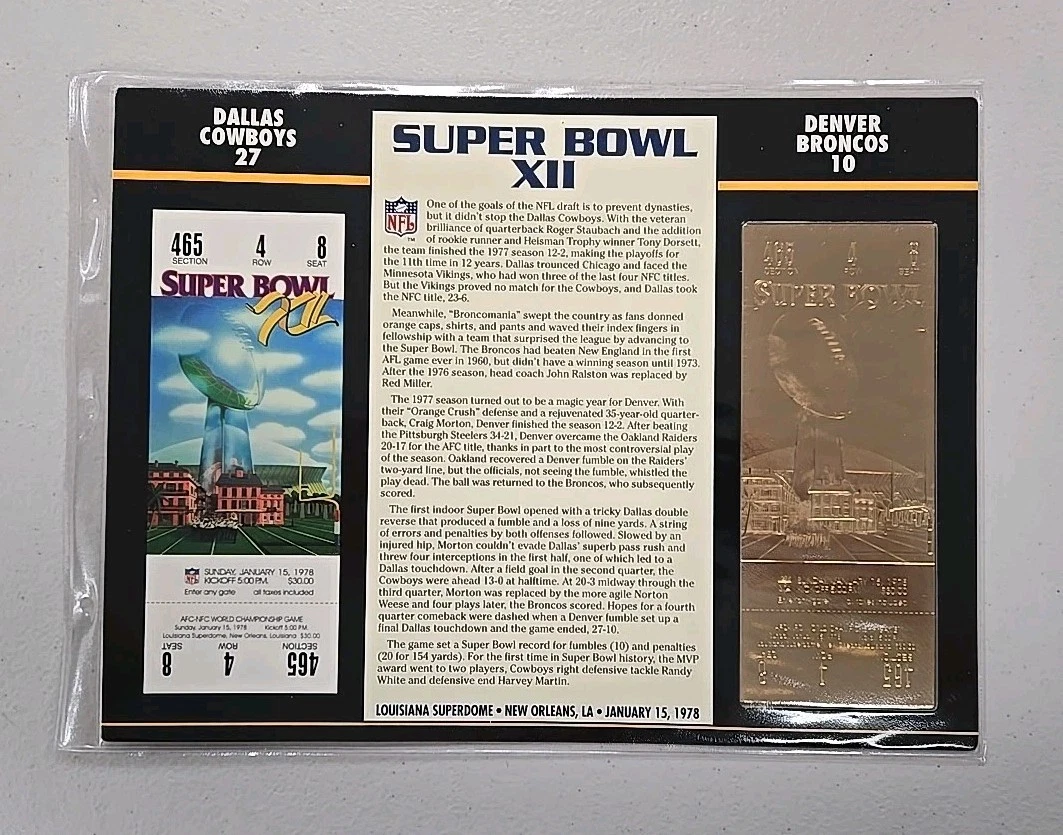 DALLAS
COWBOYS
27
SUPER BOWL
XII
DENVER
BRONCOS
10
465
SECTION
4
ROW
8
SEAT
SUPER BOWL
XII
NFL
SUNDAY, JANUARY 15, 1978
KICKOFF 5:00 P.M. $30.00
Enter any gate all taxes included
AFC-NFC WORLD CHAMPIONSHIP GAME
Sunday, January 15, 1978 Kickoff 5:00 P.M.
Louisiana Superdome, New Orleans, Louisiana $30.00
465
SECTION
4
ROW
8
SEAT
NFL
TM
One of the goals of the NFL draft is to prevent dynasties,
but it didn't stop the Dallas Cowboys. With the veteran
brilliance of quarterback Roger Staubach and the addition
of rookie runner and Heisman Trophy winner Tony Dorsett,
the team finished the 1977 season 12-2, making the playoffs for
the 11th time in 12 years. Dallas trounced Chicago and faced the
Minnesota Vikings, who had won three of the last four NFC titles.
But the Vikings proved no match for the Cowboys, and Dallas took
the NFC title, 23-6.
Meanwhile, "Broncomania" swept the country as fans donned
orange caps, shirts, and pants and waved their index fingers in
fellowship with a team that surprised the league by advancing to
the Super Bowl. The Broncos had beaten New England in the first
AFL game ever in 1960, but didn't have a winning season until 1973.
After the 1976 season, head coach John Ralston was replaced by
Red Miller.
The 1977 season turned out to be a magic year for Denver. With
their "Orange Crush" defense and a rejuvenated 35-year-old quarter-
back, Craig Morton, Denver finished the season 12-2. After beating
the Pittsburgh Steelers 34-21, Denver overcame the Oakland Raiders
20-17 for the AFC title, thanks in part to the most controversial play
of the season. Oakland recovered a Denver fumble on the Raiders'
two-yard line, but the officials, not seeing the fumble, whistled the
play dead. The ball was returned to the Broncos, who subsequently
scored.
The first indoor Super Bowl opened with a tricky Dallas double
reverse that produced a fumble and a loss of nine yards. A string
of errors and penalties by both offenses followed. Slowed by an
injured hip, Morton couldn't evade Dallas' superb pass rush and
threw four interceptions in the first half, one of which led to a
Dallas touchdown. After a field goal in the second quarter, the
Cowboys were ahead 13-0 at halftime. At 20-3 midway through the
third quarter, Morton was replaced by the more agile Norton
Weese and four plays later, the Broncos scored. Hopes for a fourth
quarter comeback were dashed when a Denver fumble set up a
final Dallas touchdown and the game ended, 27-10.
The game set a Super Bowl record for fumbles (10) and penalties
(20 for 154 yards). For the first time in Super Bowl history, the MVP
award went to two players, Cowboys right defensive tackle Randy
White and defensive end Harvey Martin.
LOUISIANA SUPERDOME • NEW ORLEANS, LA • JANUARY 15, 1978
465
SECTION
4
ROW
8
SEAT
SUPER BOWL